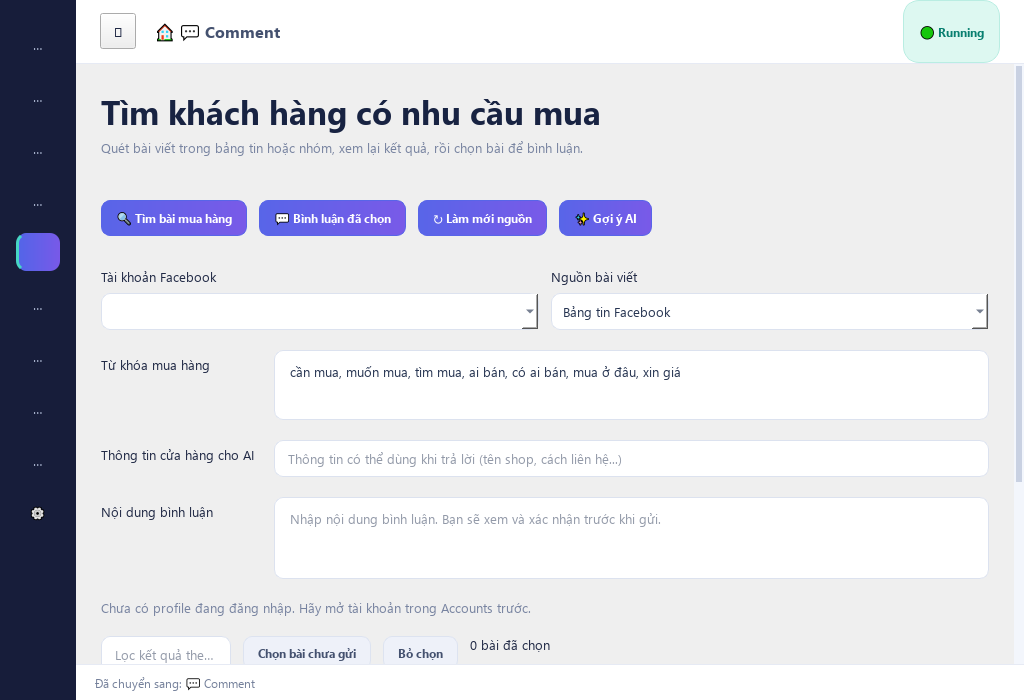 Comment
Running
Tìm khách hàng có nhu cầu mua
Quét bài viết trong bảng tin hoặc nhóm, xem lại kết quả, rồi chọn bài để bình luận.
Tìm bài mua hàng
Bình luận đã chọn
↻ Làm mới nguồn
Gợi ý AI
Tài khoản Facebook
Nguồn bài viết
Bảng tin Facebook
Từ khóa mua hàng
cần mua, muốn mua, tìm mua, ai bán, có ai bán, mua ở đâu, xin giá
Thông tin cửa hàng cho AI
Thông tin có thể dùng khi trả lời (tên shop, cách liên hệ...)
Nội dung bình luận
Nhập nội dung bình luận. Bạn sẽ xem và xác nhận trước khi gửi.
Chưa có profile đang đăng nhập. Hãy mở tài khoản trong Accounts trước.
Lọc kết quả the...
Chọn bài chưa gửi
Bỏ chọn
0 bài đã chọn
Đã chuyển sang: 💬 Comment